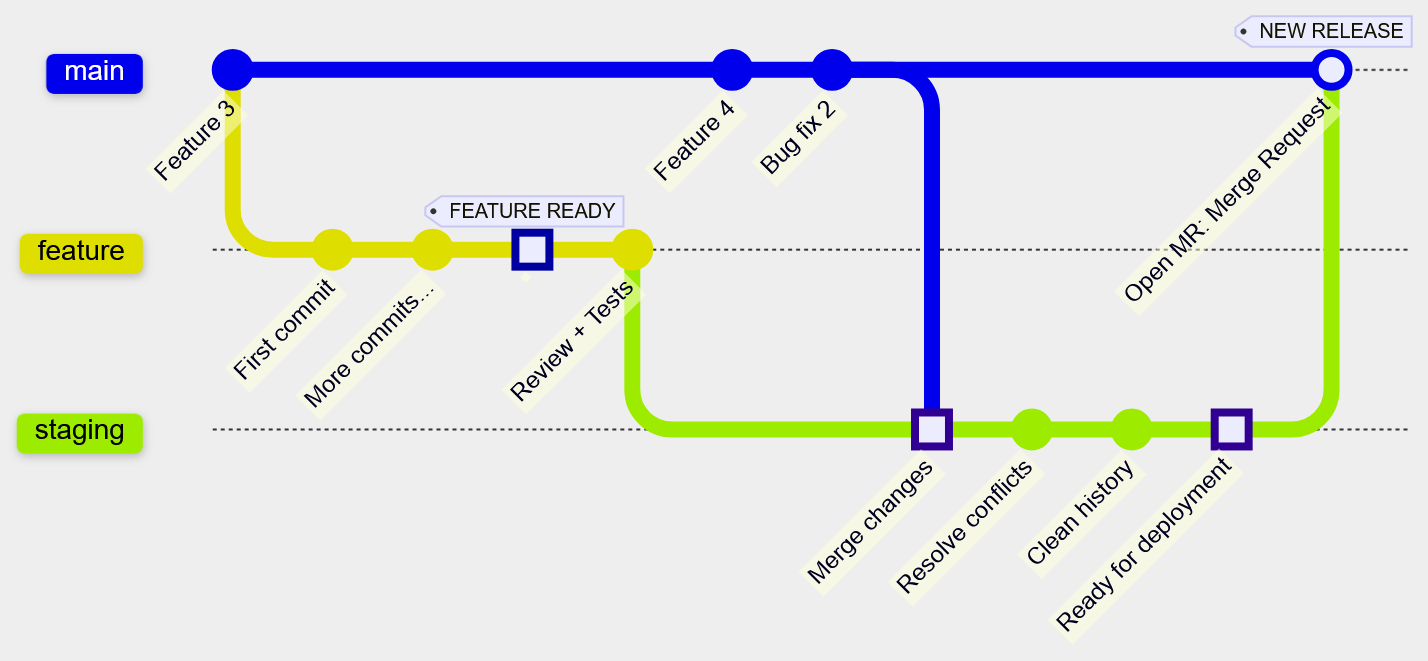 NEW RELEASE
main
Feature 3
Feature 4
Bug fix 2
Open MR: Merge Request
FEATURE READY
feature
First commit
More commits...
Review + Tests
staging
Merge changes
Resolve conflicts
Clean history
Ready for deployment